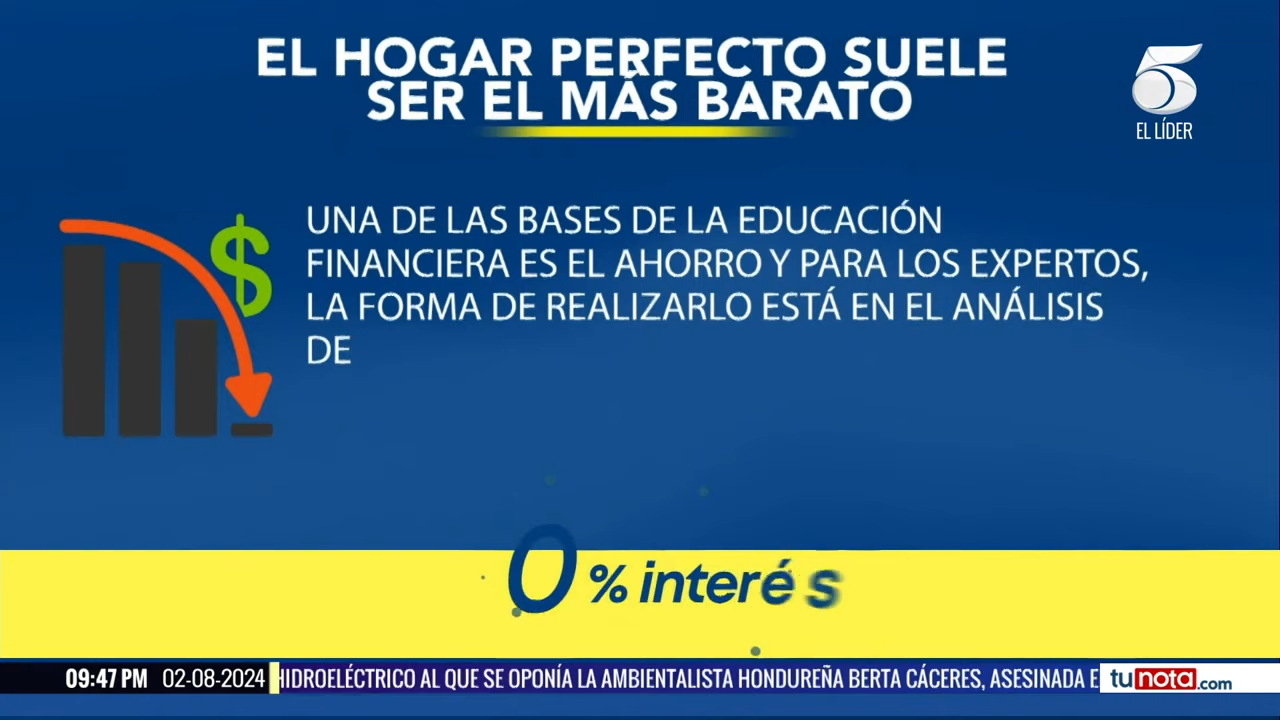 EL HOGAR PERFECTO SUELE
SER EL MÁS BARATO
5
EL LÍDER
$
UNA DE LAS BASES DE LA EDUCACIÓN
FINANCIERA ES EL AHORRO Y PARA LOS EXPERTOS,
LA FORMA DE REALIZARLO ESTÁ EN EL ANÁLISIS
DE
0 % interés
09:47 PM 02-08-2024 HIDROELÉCTRICO AL QUE SE OPONÍA LA AMBIENTALISTA HONDUREÑA BERTA CÁCERES, ASESINADA E tunota.com